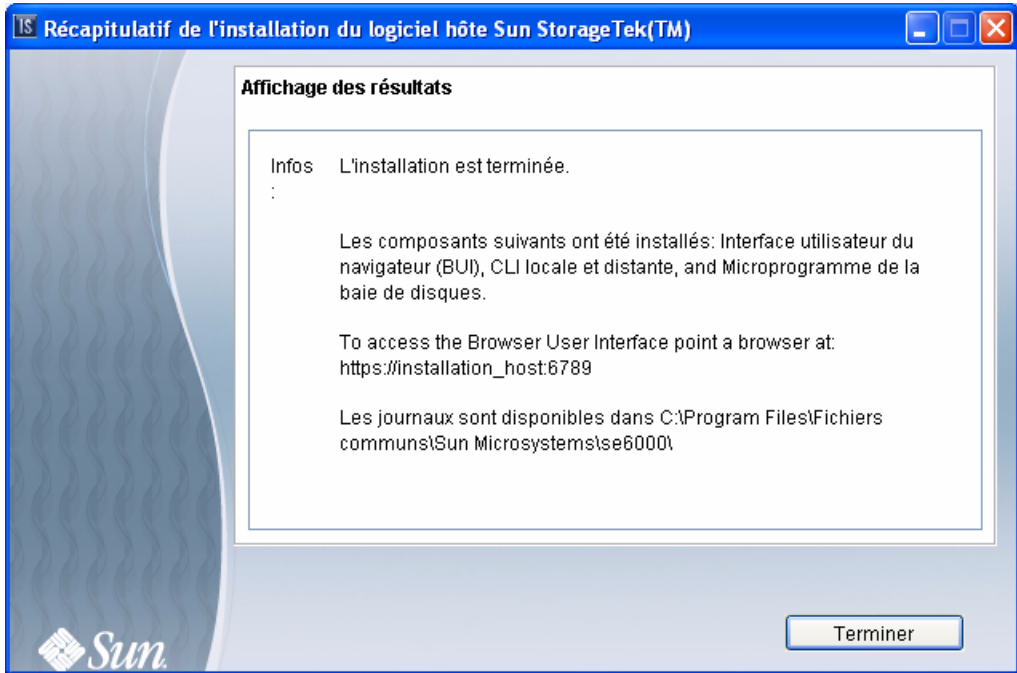 Récapitulatif de l'installation du logiciel hôte Sun StorageTek(TM)
Affichage des résultats
Infos :
L'installation est terminée.
Les composants suivants ont été installés: Interface utilisateur du
navigateur (BUI), CLI locale et distante, and Microprogramme de la
baie de disques.
To access the Browser User Interface point a browser at:
https://installation_host:6789
Les journaux sont disponibles dans C:\Program Files\Fichiers
communs\Sun Microsystems\se6000\
Terminer
Sun